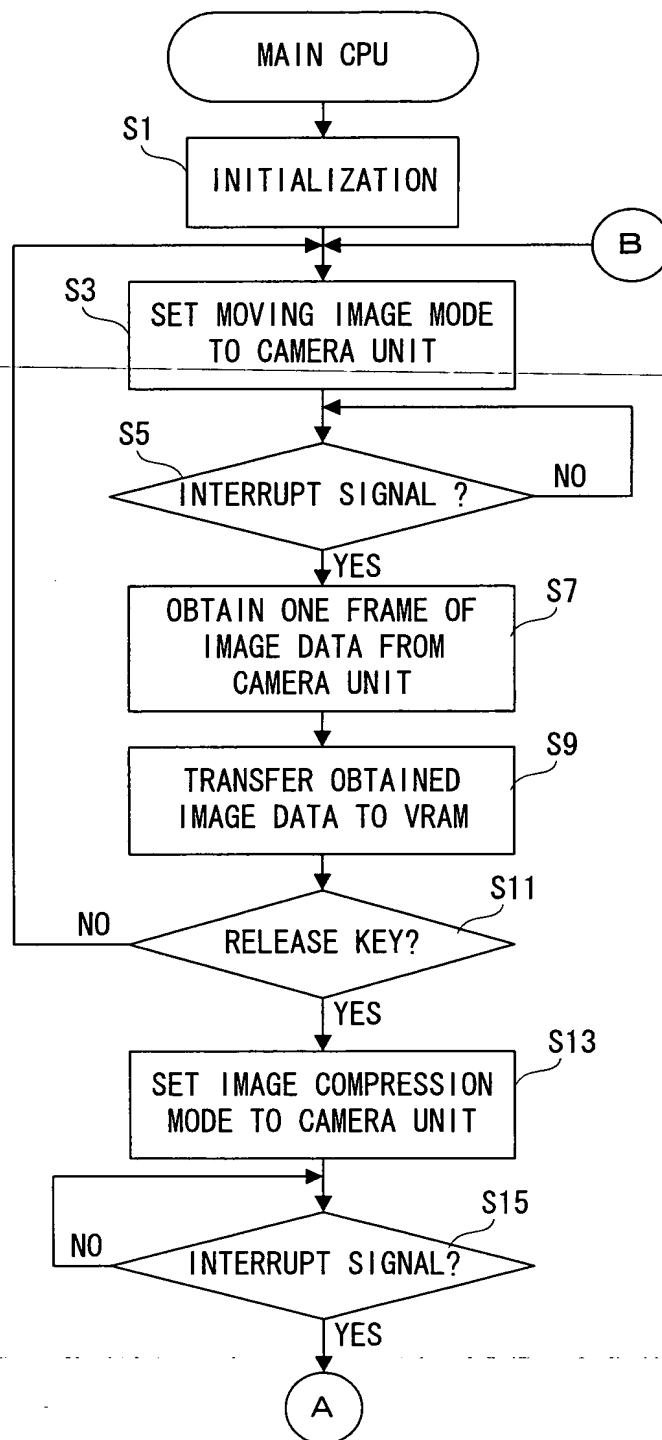 MAIN CPU
S1
INITIALIZATION
B
S3
SET MOVING IMAGE MODE
TO CAMERA UNIT
S5
INTERRUPT SIGNAL ?
NO
YES
S7
OBTAIN ONE FRAME OF
IMAGE DATA FROM
CAMERA UNIT
S9
TRANSFER OBTAINED
IMAGE DATA TO VRAM
S11
NO
RELEASE KEY?
YES
S13
SET IMAGE COMPRESSION
MODE TO CAMERA UNIT
S15
NO
INTERRUPT SIGNAL?
YES
A